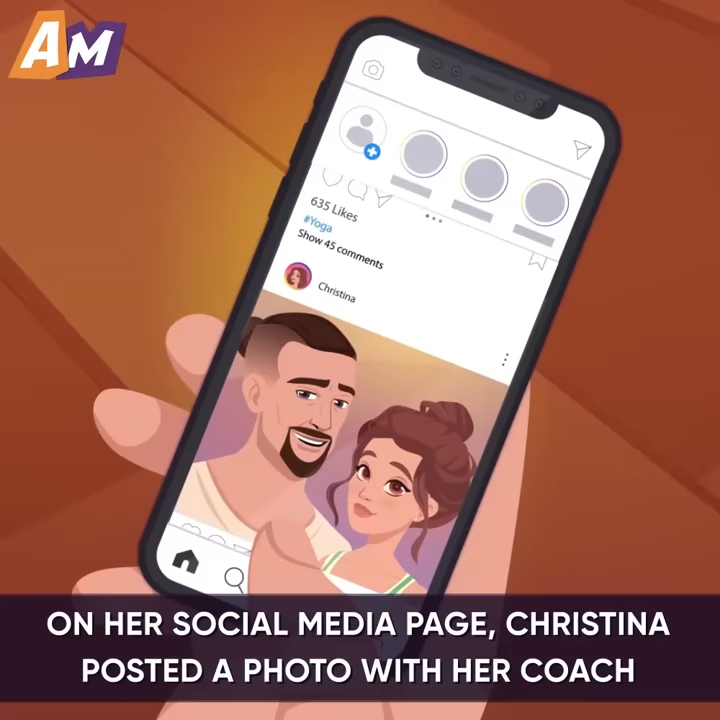 AM
635 Likes
#Yoga
Show 45 comments
Christina
ON HER SOCIAL MEDIA PAGE, CHRISTINA
POSTED A PHOTO WITH HER COACH